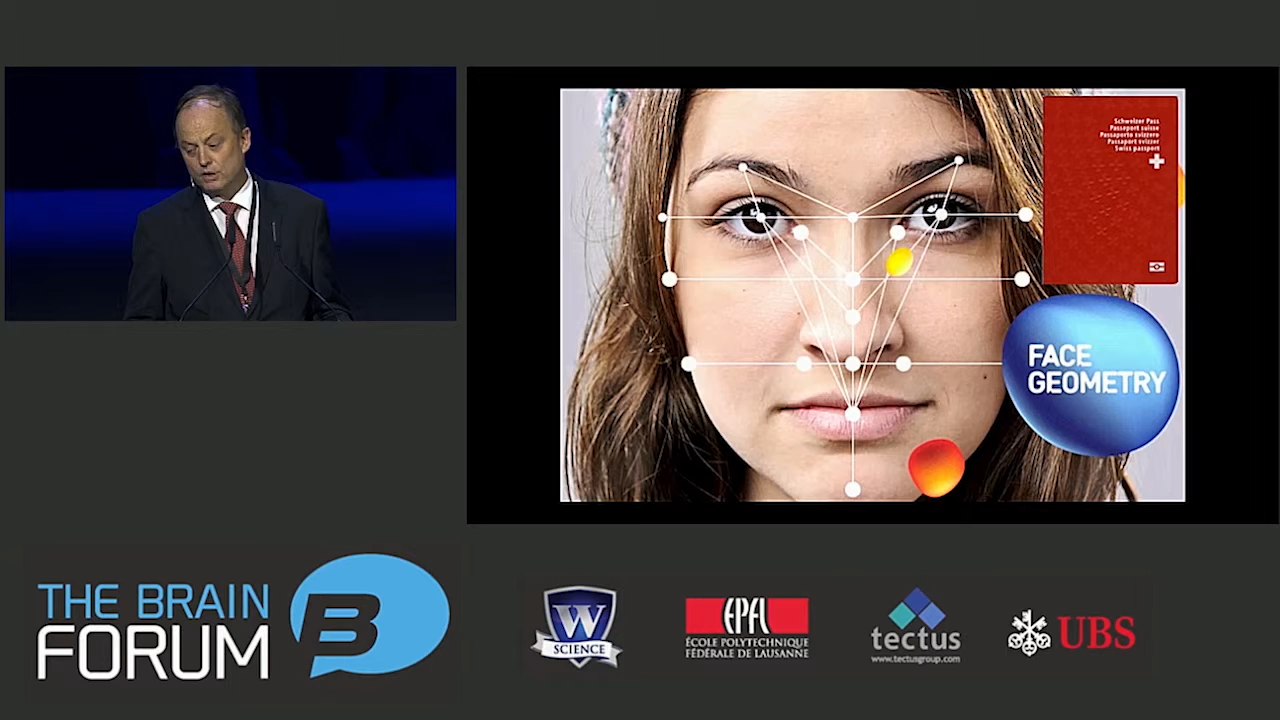 Schweizer Pass
Passeport suisse
Passaporto svizzero
Passaport svizzer
Swiss passport
FACE
GEOMETRY
THE BRAIN
FORUM
B
W
SCIENCE
EPFL
ÉCOLE POLYTECHNIQUE
FÉDÉRALE DE LAUSANNE
tectus
www.tectusgroup.com
UBS